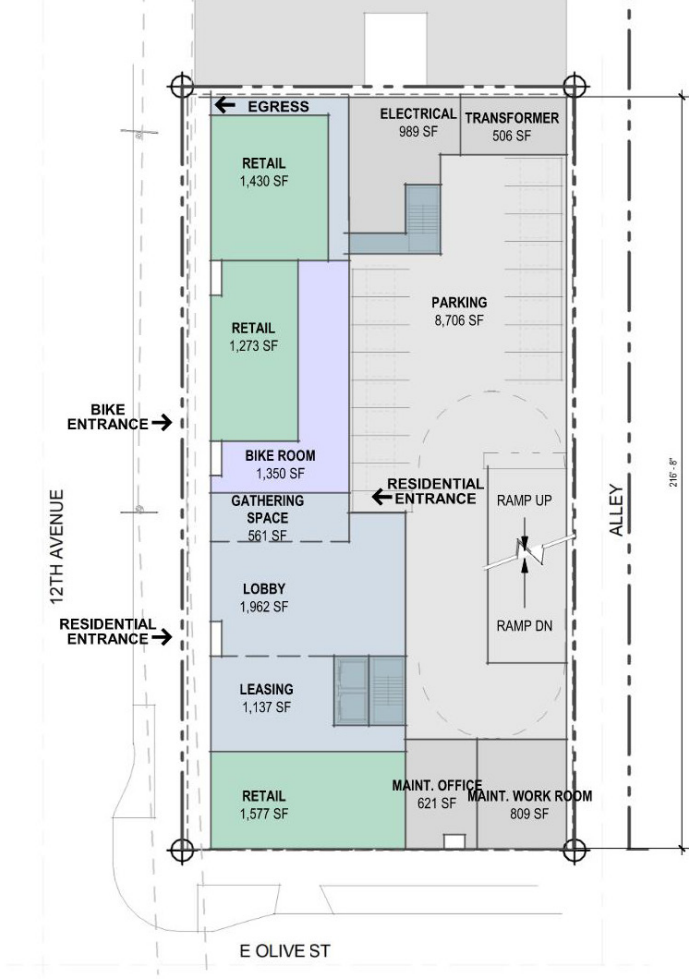 EGRESS
ELECTRICAL
989 SF
TRANSFORMER
506 SF
RETAIL
1,430 SF
PARKING
8,706 SF
RETAIL
1,273 SF
BIKE
ENTRANCE
BIKE ROOM
1,350 SF
RESIDENTIAL
ENTRANCE
RAMP UP
GATHERING
SPACE
561 SF
12TH AVENUE
ALLEY
216' - 8"
LOBBY
1,962 SF
RESIDENTIAL
ENTRANCE
RAMP DN
LEASING
1,137 SF
RETAIL
1,577 SF
MAINT. OFFICE
621 SF
MAINT. WORK ROOM
809 SF
E OLIVE ST